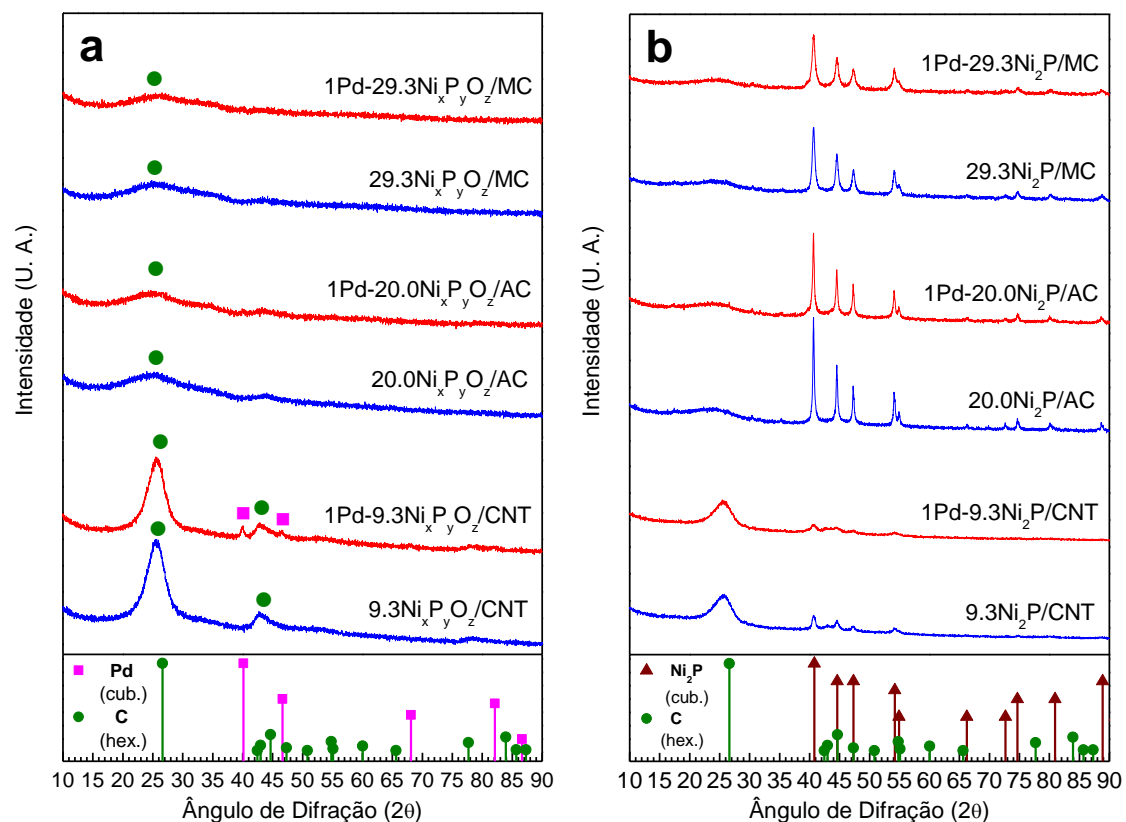 a
1Pd-29.3NixPyOz/MC
29.3NixPyOz/MC
1Pd-20.0NixPyOz/AC
20.0NixPyOz/AC
1Pd-9.3NixPyOz/CNT
9.3NixPyOz/CNT
Intensidade (U. A.)
Pd
(cub.)
C
(hex.)
10 15 20 25 30 35 40 45 50 55 60 65 70 75 80 85 90
Ângulo de Difração (2θ)
b
1Pd-29.3Ni2P/MC
29.3Ni2P/MC
1Pd-20.0Ni2P/AC
20.0Ni2P/AC
1Pd-9.3Ni2P/CNT
9.3Ni2P/CNT
Intensidade (U. A.)
Ni2P
(cub.)
C
(hex.)
10 15 20 25 30 35 40 45 50 55 60 65 70 75 80 85 90
Ângulo de Difração (2θ)